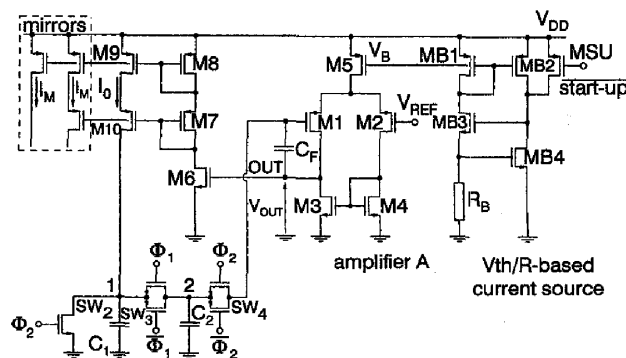 mirrors
M9
M8
I_M
I_M
I_0
M10
M7
M6
OUT
V_OUT
C_F
M5
V_B
M1
M2
V_REF
M3
M4
amplifier A
MB1
V_DD
MB2
MSU
start-up
MB3
MB4
R_B
Vth/R-based
current source
Φ_1
Φ_2
1
2
Φ_2
SW_2
C_1
SW_3
Φ̅_1
C_2
SW_4
Φ̅_2